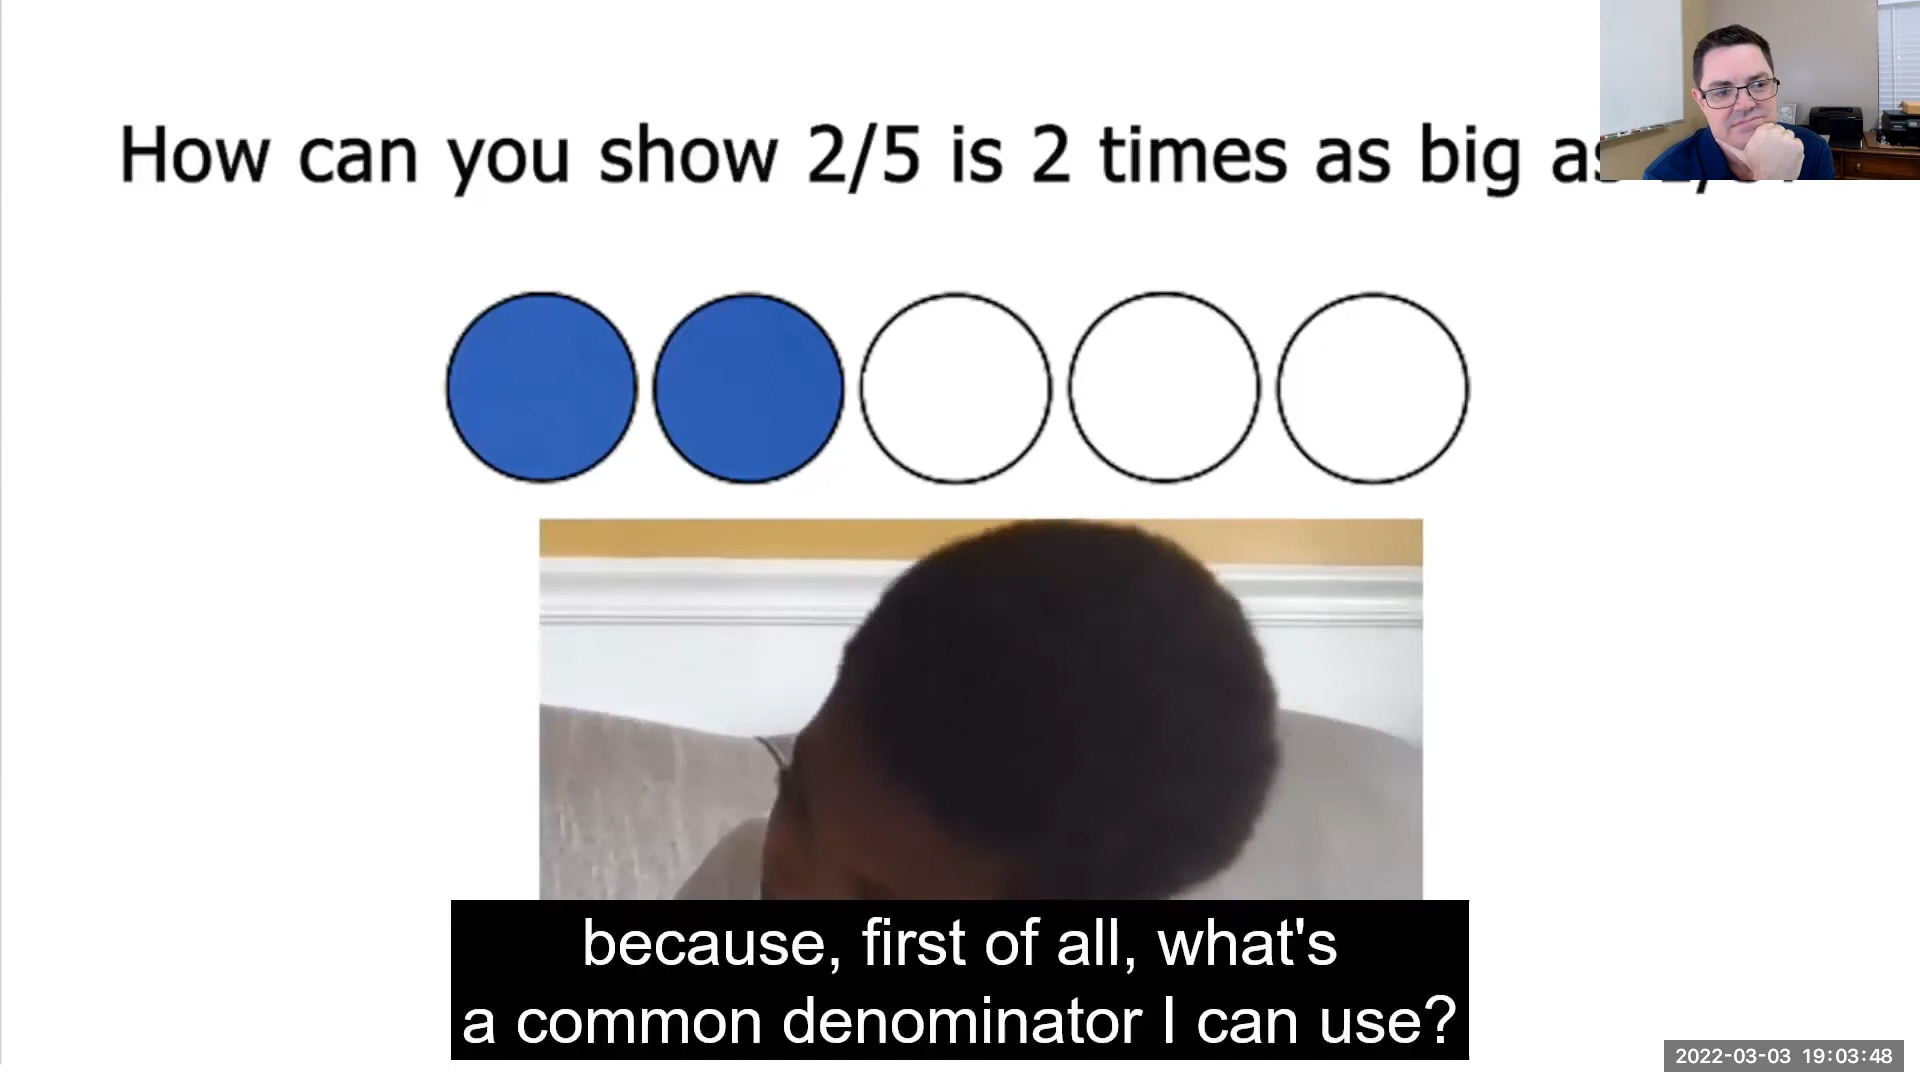 How can you show 2/5 is 2 times as big as
because, first of all, what's
a common denominator I can use?
2022-03-03 19:03:48